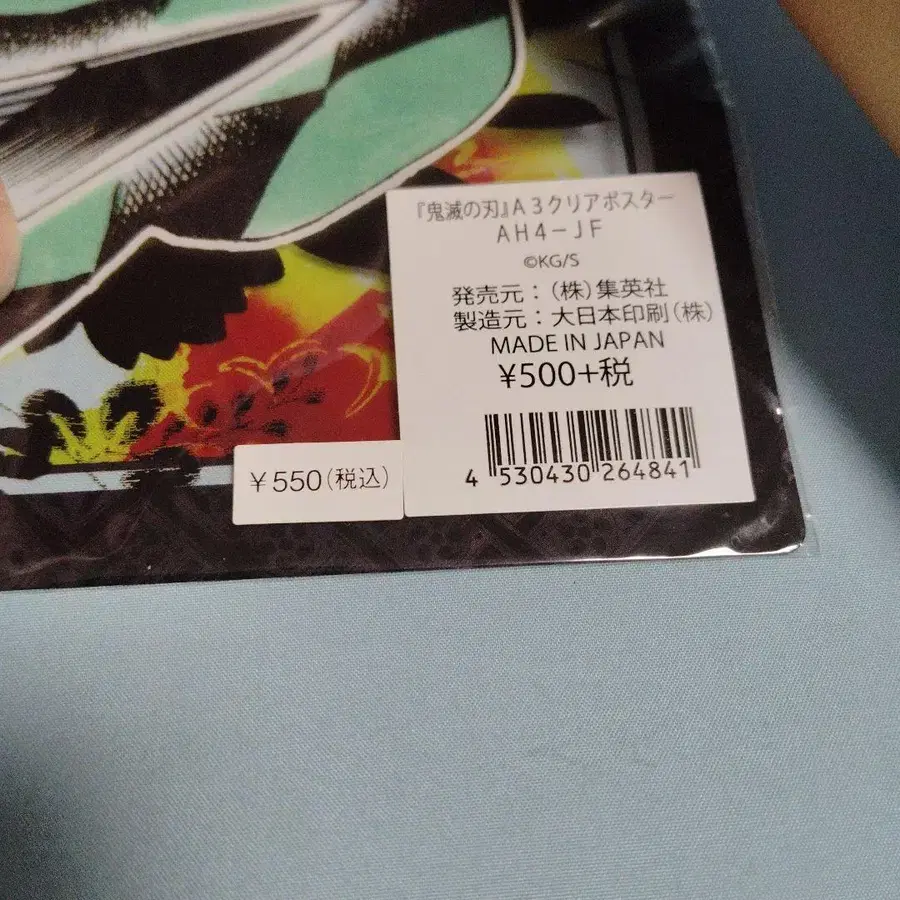 『鬼滅の刃』A3クリアポスター
AH4-JF
©KG/S
発売元：(株)集英社
製造元：大日本印刷(株)
MADE IN JAPAN
¥500+税
4 530430 264841
¥550(税込)